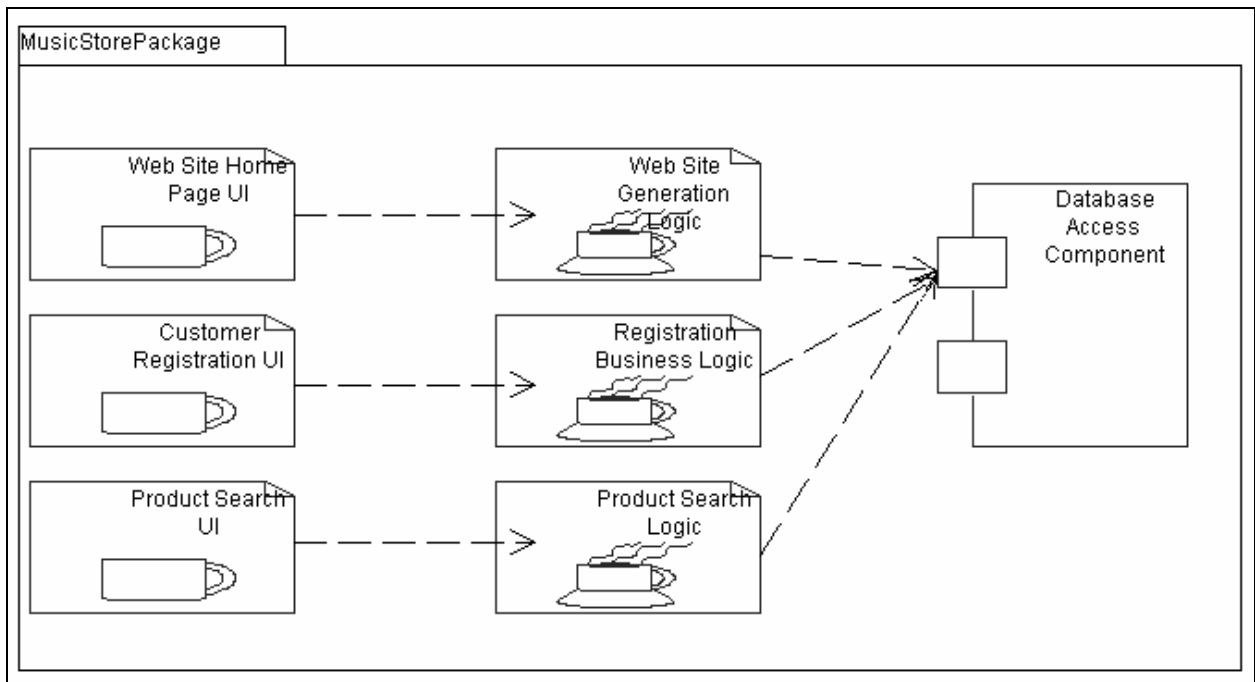 MusicStorePackage
Web Site Home
Page UI
Web Site
Generation
Logic
Database
Access
Component
Customer
Registration UI
Registration
Business Logic
Product Search
UI
Product Search
Logic